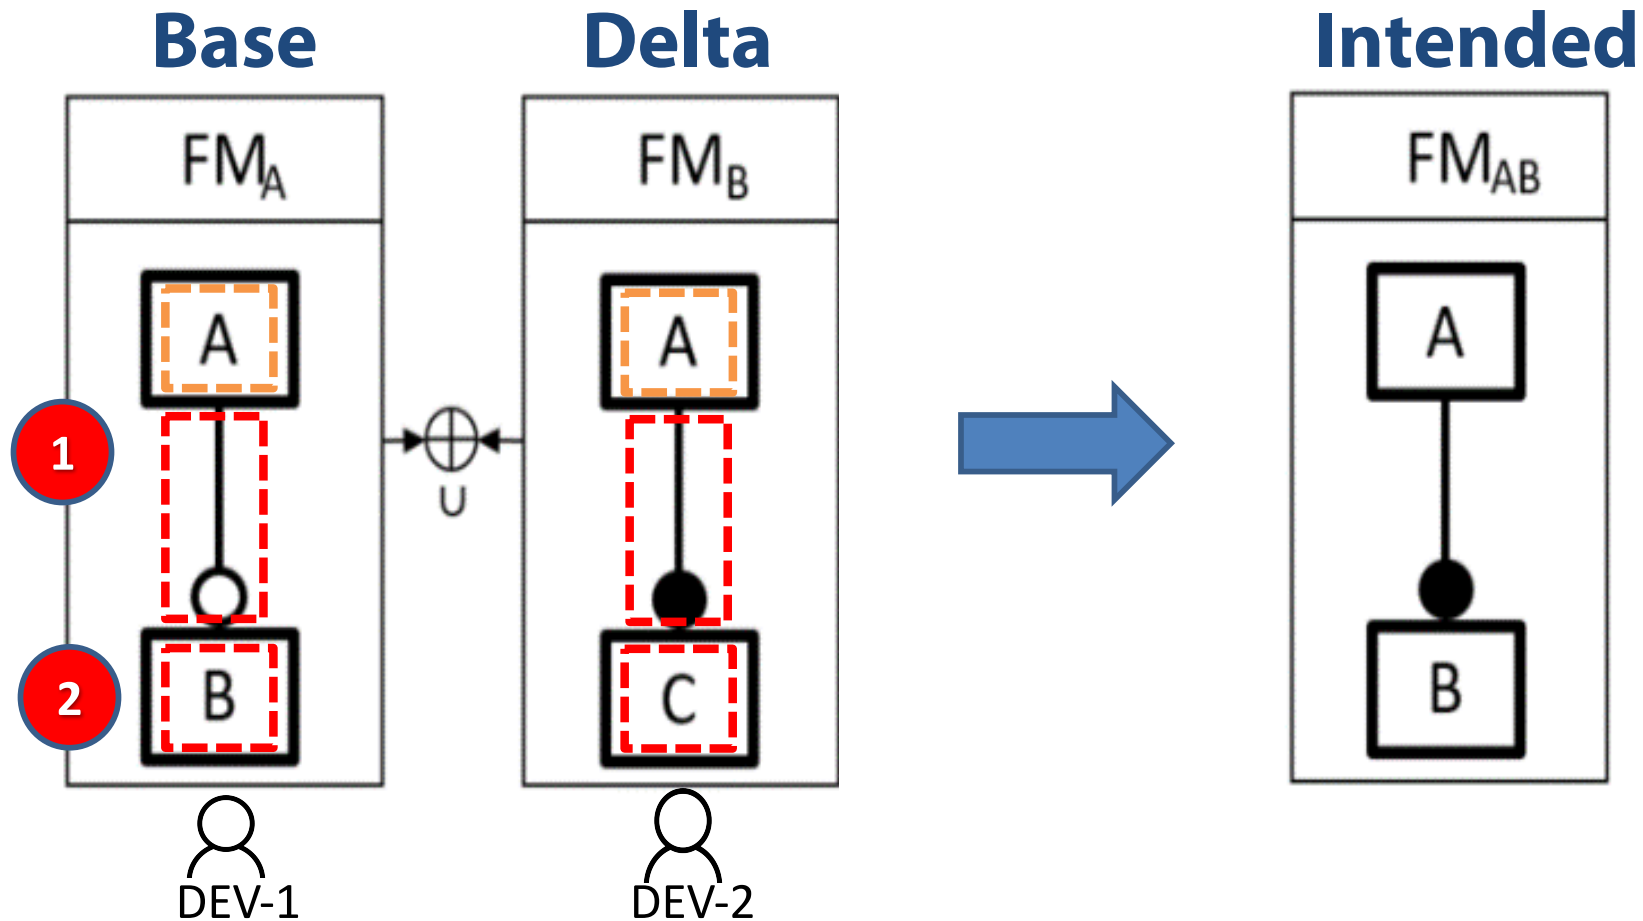 Base
Delta
Intended
FMA
FMB
FMAB
A
A
A
1
∪
2
B
C
B
DEV-1
DEV-2